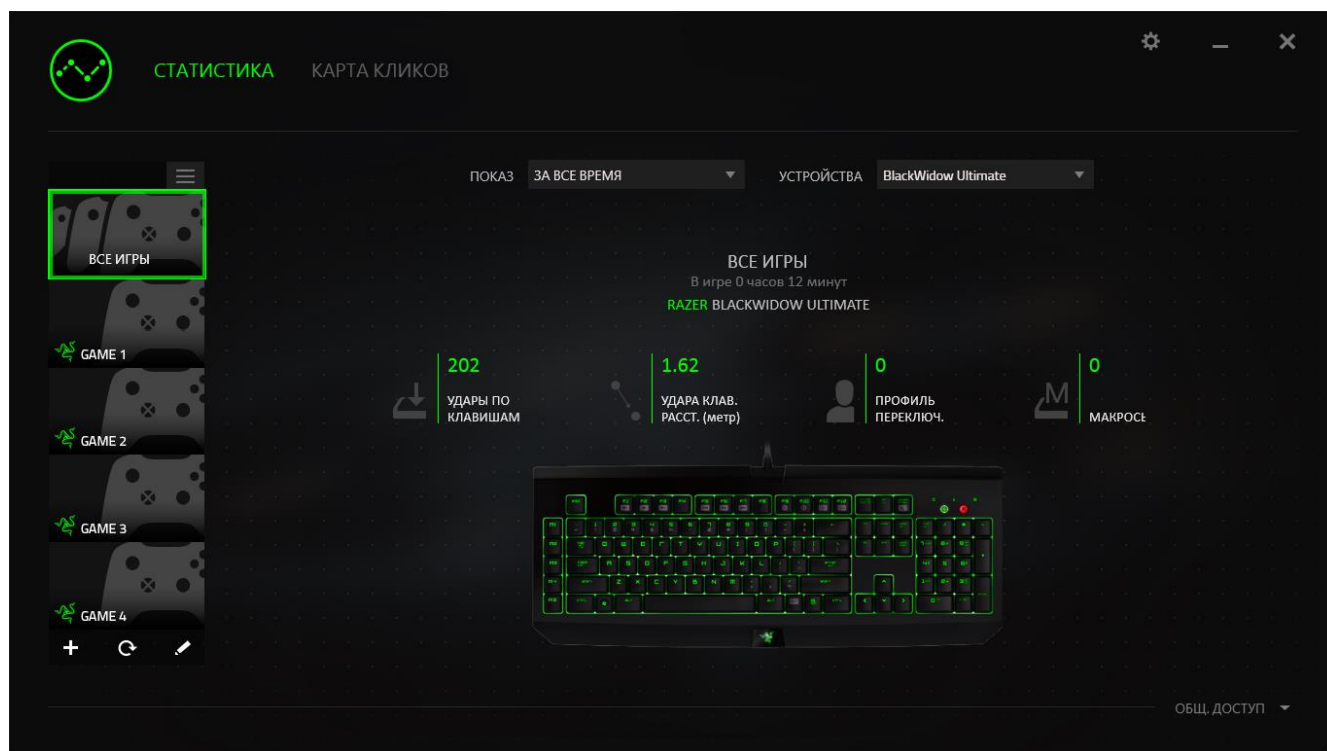 СТАТИСТИКА КАРТА КЛИКОВ
ПОКАЗ ЗА ВСЕ ВРЕМЯ УСТРОЙСТВА BlackWidow Ultimate
ВСЕ ИГРЫ
GAME 1
GAME 2
GAME 3
GAME 4
ВСЕ ИГРЫ
В игре 0 часов 12 минут
RAZER BLACKWIDOW ULTIMATE
202
УДАРЫ ПО
КЛАВИШАМ
1.62
УДАРА КЛАВ.
РАССТ. (метр)
0
ПРОФИЛЬ
ПЕРЕКЛЮЧ.
M
0
МАКРОСЬ
ОБЩ. ДОСТУП